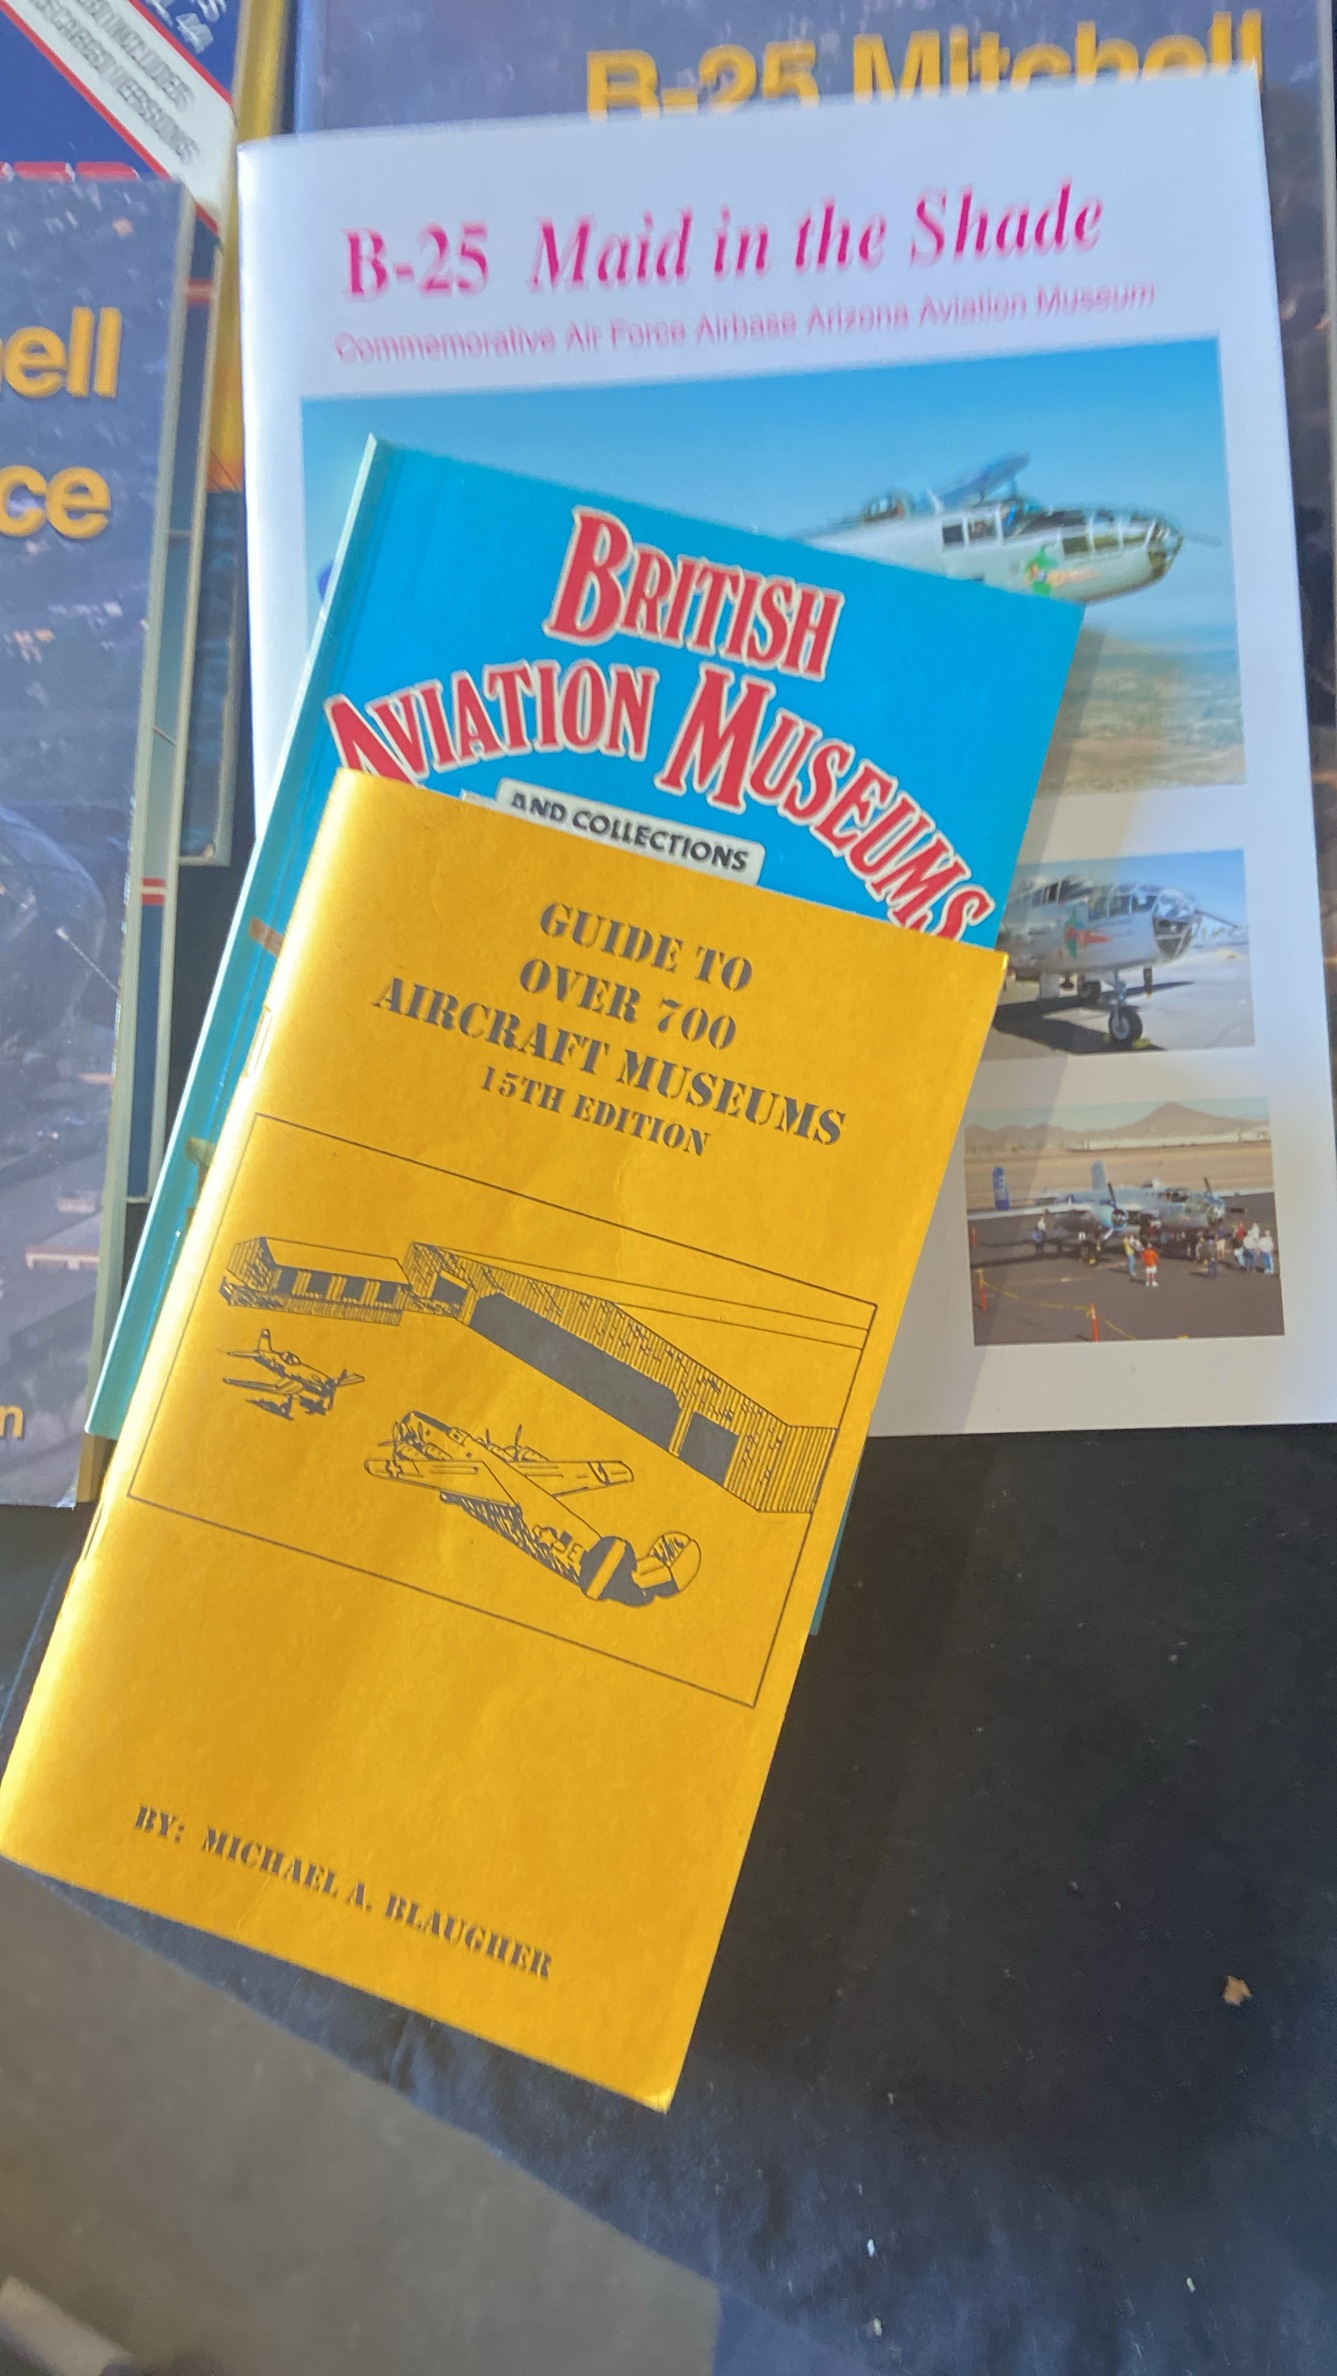 B-25 Mitchell
B-25 Maid in the Shade
Commemorative Air Force Airbase Arizona Aviation Museum
ell
ce
n
BRITISH
AVIATION MUSEUMS
AND COLLECTIONS
GUIDE TO
OVER 700
AIRCRAFT MUSEUMS
15TH EDITION
BY: MICHAEL A. BLAUGHER